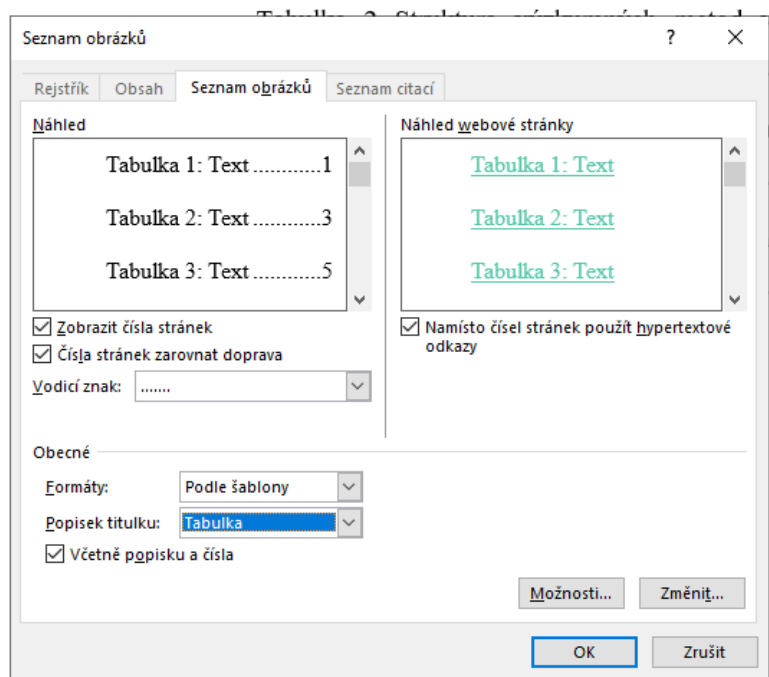 Seznam obrázků ? ×
Rejstřík Obsah Seznam obrázků Seznam citací
Náhled
Tabulka 1: Text ............1
Tabulka 2: Text ............3
Tabulka 3: Text ............5
Zobrazit čísla stránek
Čísla stránek zarovnat doprava
Vodicí znak: .......
Náhled webové stránky
Tabulka 1: Text
Tabulka 2: Text
Tabulka 3: Text
Namísto čísel stránek použít hypertextové
odkazy
Obecné
Formáty: Podle šablony
Popisek titulku: Tabulka
Včetně popisku a čísla
Možnosti... Změnit...
OK Zrušit